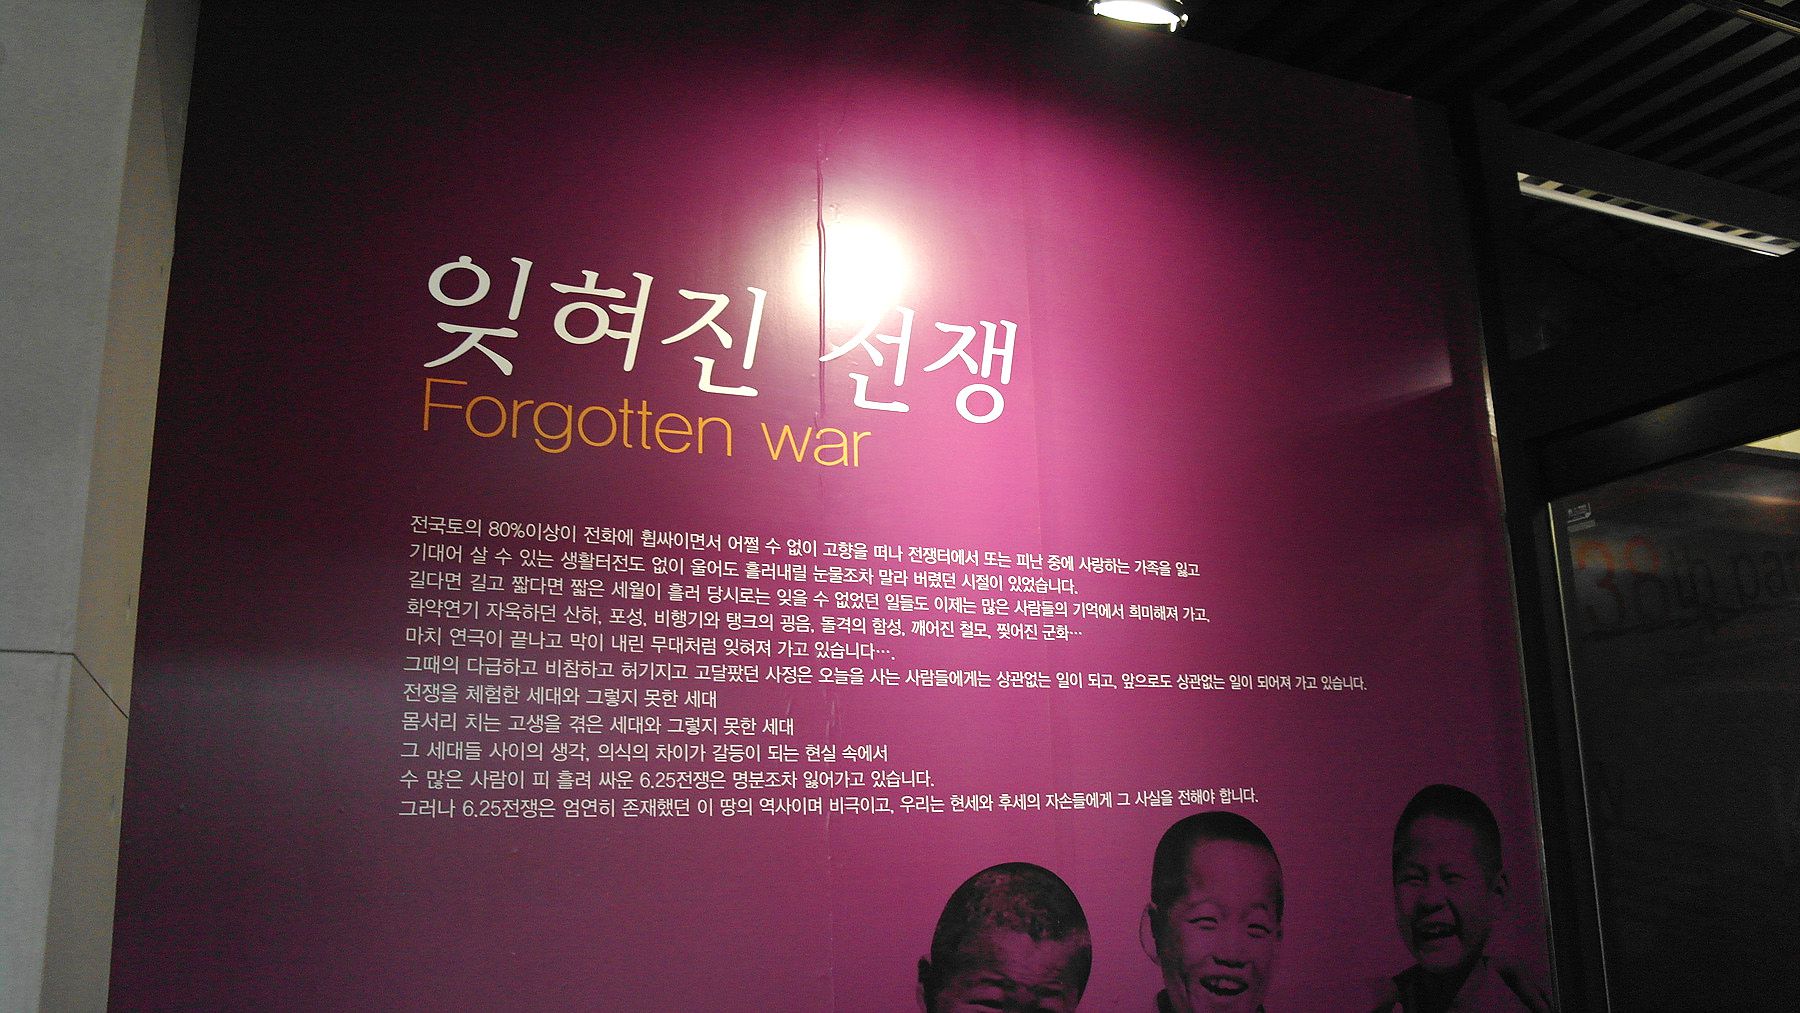 잊혀진 전쟁
Forgotten war
전국토의 80%이상이 전화에 휩싸이면서 어쩔 수 없이 고향을 떠나 전쟁터에서 또는 피난 중에 사랑하는 가족을 잃고
기대어 살 수 있는 생활터전도 없이 울어도 흘러내릴 눈물조차 말라 버렸던 시절이 있었습니다.
길다면 길고 짧다면 짧은 세월이 흘러 당시로는 잊을 수 없었던 일들도 이제는 많은 사람들의 기억에서 희미해져 가고,
화약연기 자욱하던 산하, 포성, 비행기와 탱크의 굉음, 돌격의 함성, 깨어진 철모, 찢어진 군화…
마치 연극이 끝나고 막이 내린 무대처럼 잊혀져 가고 있습니다….
그때의 다급하고 비참하고 허기지고 고달팠던 사정은 오늘을 사는 사람들에게는 상관없는 일이 되고, 앞으로도 상관없는 일이 되어져 가고 있습니다.
전쟁을 체험한 세대와 그렇지 못한 세대
몸서리 치는 고생을 겪은 세대와 그렇지 못한 세대
그 세대들 사이의 생각, 의식의 차이가 갈등이 되는 현실 속에서
수 많은 사람이 피 흘려 싸운 6.25전쟁은 명분조차 잃어가고 있습니다.
그러나 6.25전쟁은 엄연히 존재했던 이 땅의 역사이며 비극이고, 우리는 현세와 후세의 자손들에게 그 사실을 전해야 합니다.